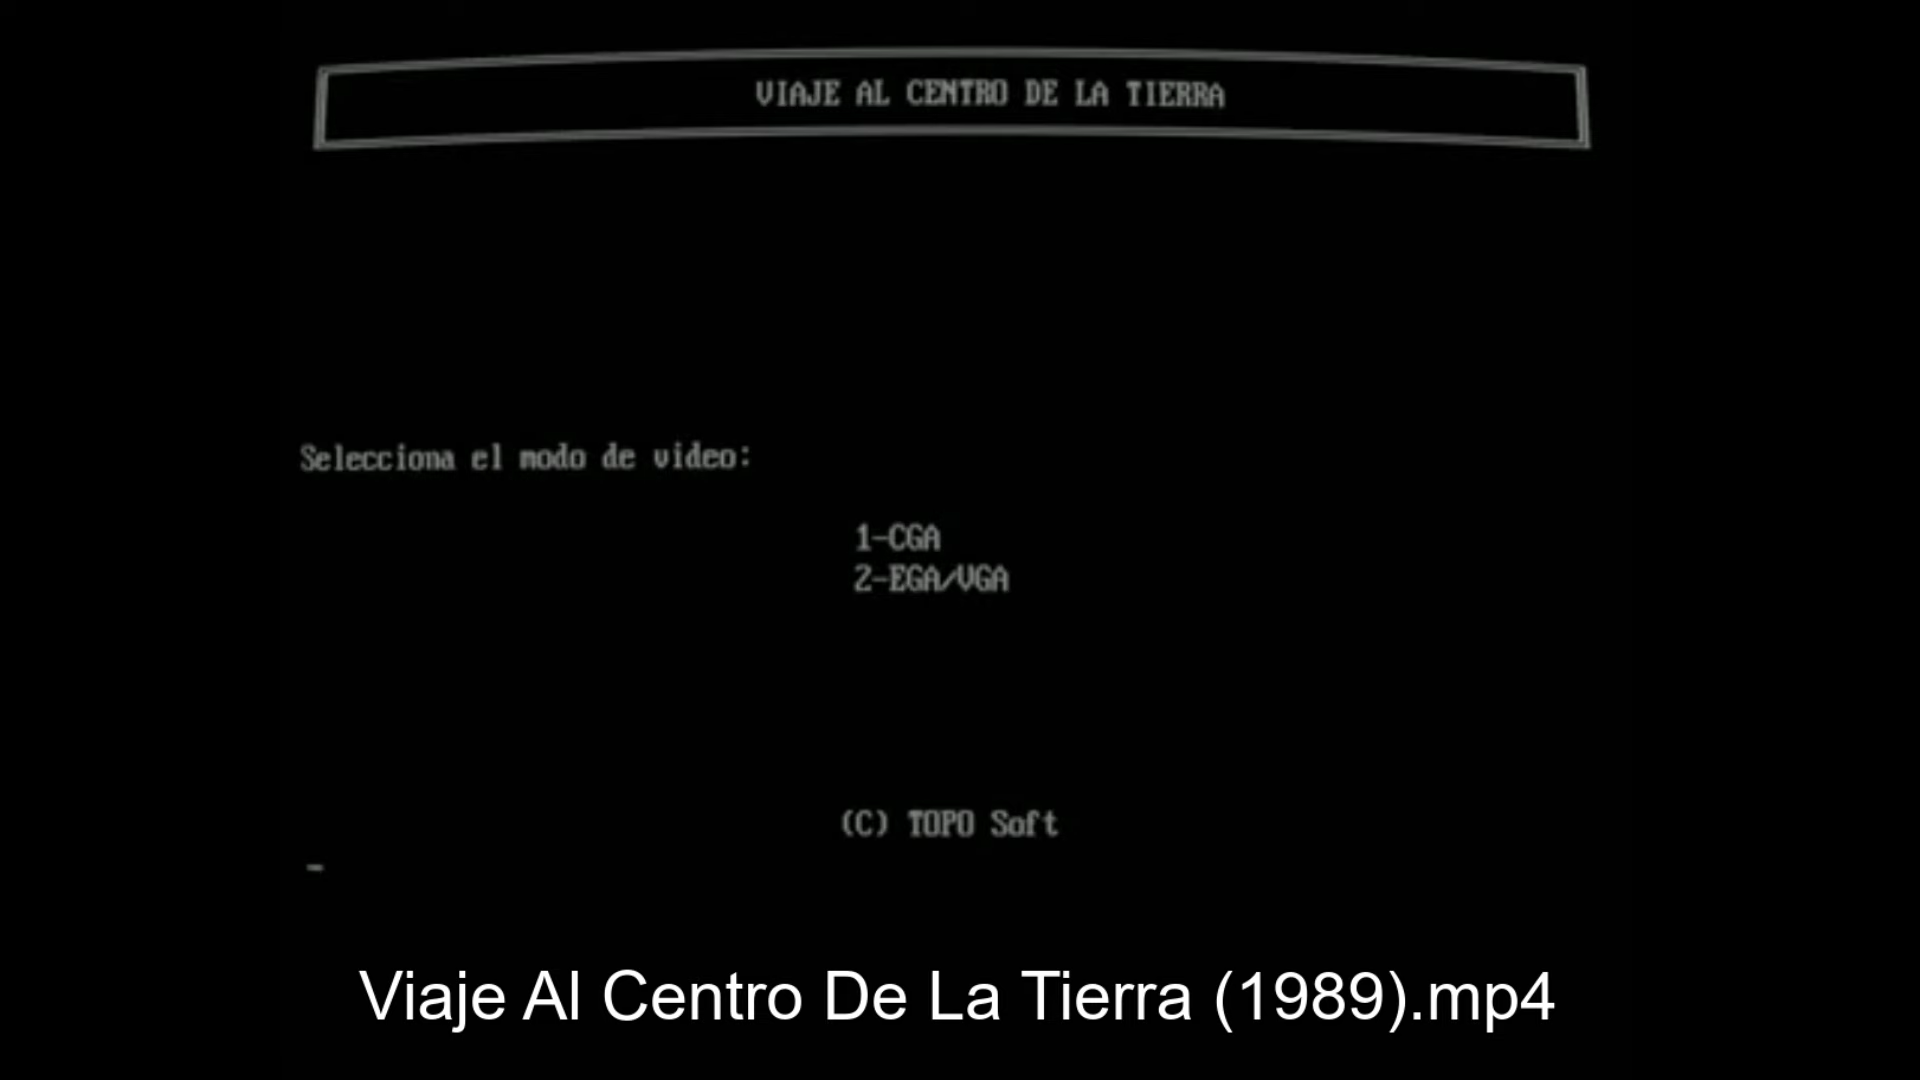 VIAJE AL CENTRO DE LA TIERRA
Selecciona el modo de video:
1-CGA
2-EGA/VGA
(C) TOPO Soft
Viaje Al Centro De La Tierra (1989).mp4